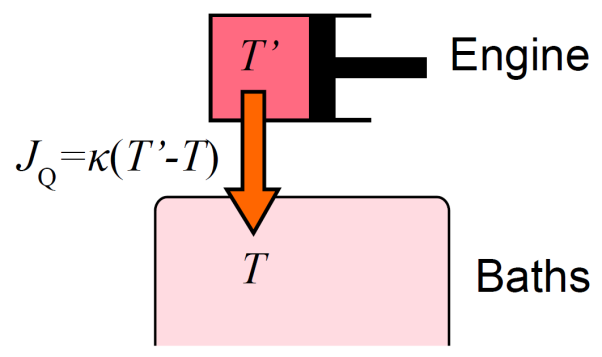 T’
Engine
J_Q=κ(T’-T)
T
Baths